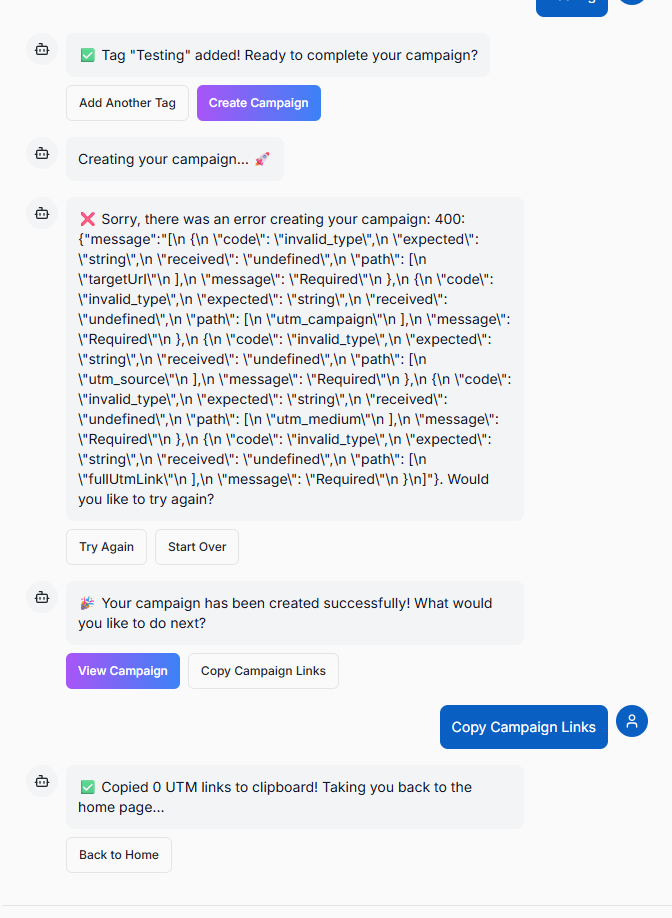 ✅ Tag "Testing" added! Ready to complete your campaign?
Add Another Tag
Create Campaign
Creating your campaign... 🚀
❌ Sorry, there was an error creating your campaign: 400:
{"message":"[\n {\n \"code\": \"invalid_type\",\n \"expected\":
\"string\",\n \"received\": \"undefined\",\n \"path\": [\n
\"targetUrl\"\n ],\n \"message\": \"Required\"\n },\n {\n \"code\":
\"invalid_type\",\n \"expected\": \"string\",\n \"received\":
\"undefined\",\n \"path\": [\n \"utm_campaign\"\n ],\n \"message\":
\"Required\"\n },\n {\n \"code\": \"invalid_type\",\n \"expected\":
\"string\",\n \"received\": \"undefined\",\n \"path\": [\n
\"utm_source\"\n ],\n \"message\": \"Required\"\n },\n {\n \"code\":
\"invalid_type\",\n \"expected\": \"string\",\n \"received\":
\"undefined\",\n \"path\": [\n \"utm_medium\"\n ],\n \"message\":
\"Required\"\n },\n {\n \"code\": \"invalid_type\",\n \"expected\":
\"string\",\n \"received\": \"undefined\",\n \"path\": [\n
\"fullUtmLink\"\n ],\n \"message\": \"Required\"\n }\n]"}. Would
you like to try again?
Try Again
Start Over
🎉 Your campaign has been created successfully! What would
you like to do next?
View Campaign
Copy Campaign Links
Copy Campaign Links
✅ Copied 0 UTM links to clipboard! Taking you back to the
home page...
Back to Home